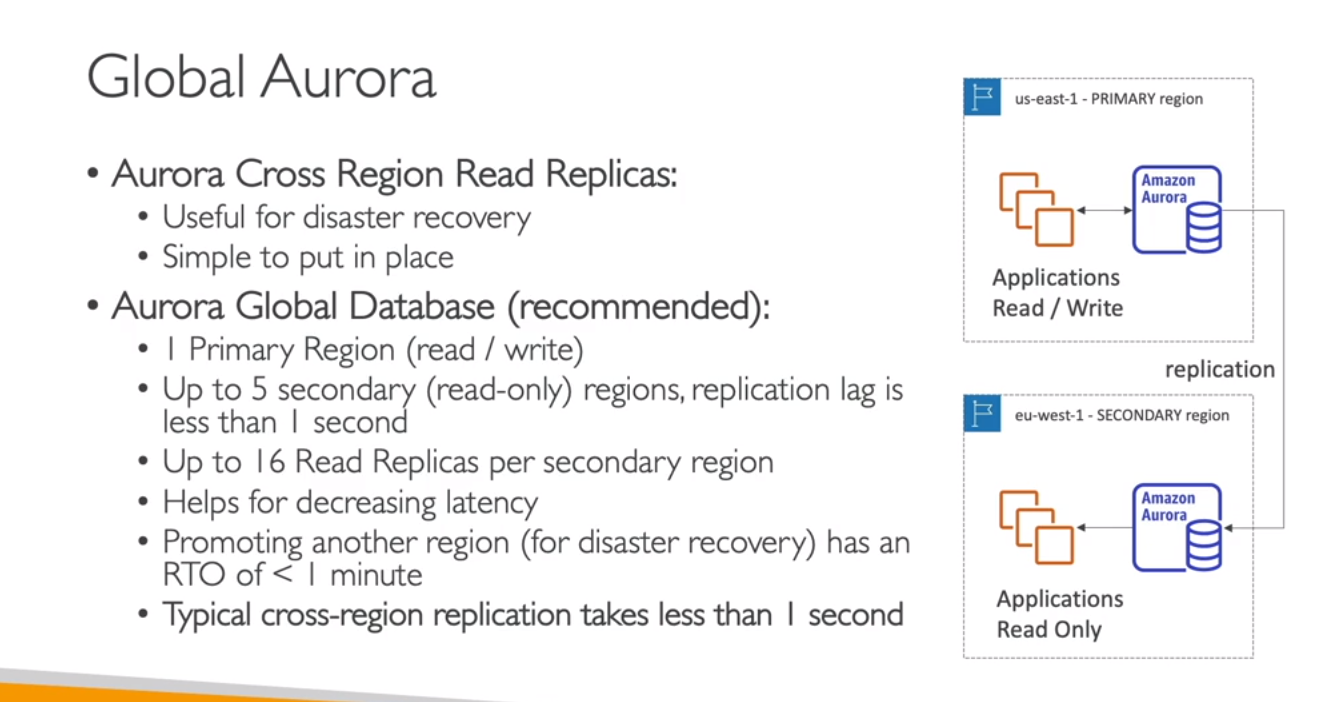 Global Aurora
• Aurora Cross Region Read Replicas:
• Useful for disaster recovery
• Simple to put in place
• Aurora Global Database (recommended):
• 1 Primary Region (read / write)
• Up to 5 secondary (read-only) regions, replication lag is
less than 1 second
• Up to 16 Read Replicas per secondary region
• Helps for decreasing latency
• Promoting another region (for disaster recovery) has an
RTO of < 1 minute
• Typical cross-region replication takes less than 1 second
us-east-1 - PRIMARY region
Amazon
Aurora
Applications
Read / Write
replication
eu-west-1 - SECONDARY region
Amazon
Aurora
Applications
Read Only